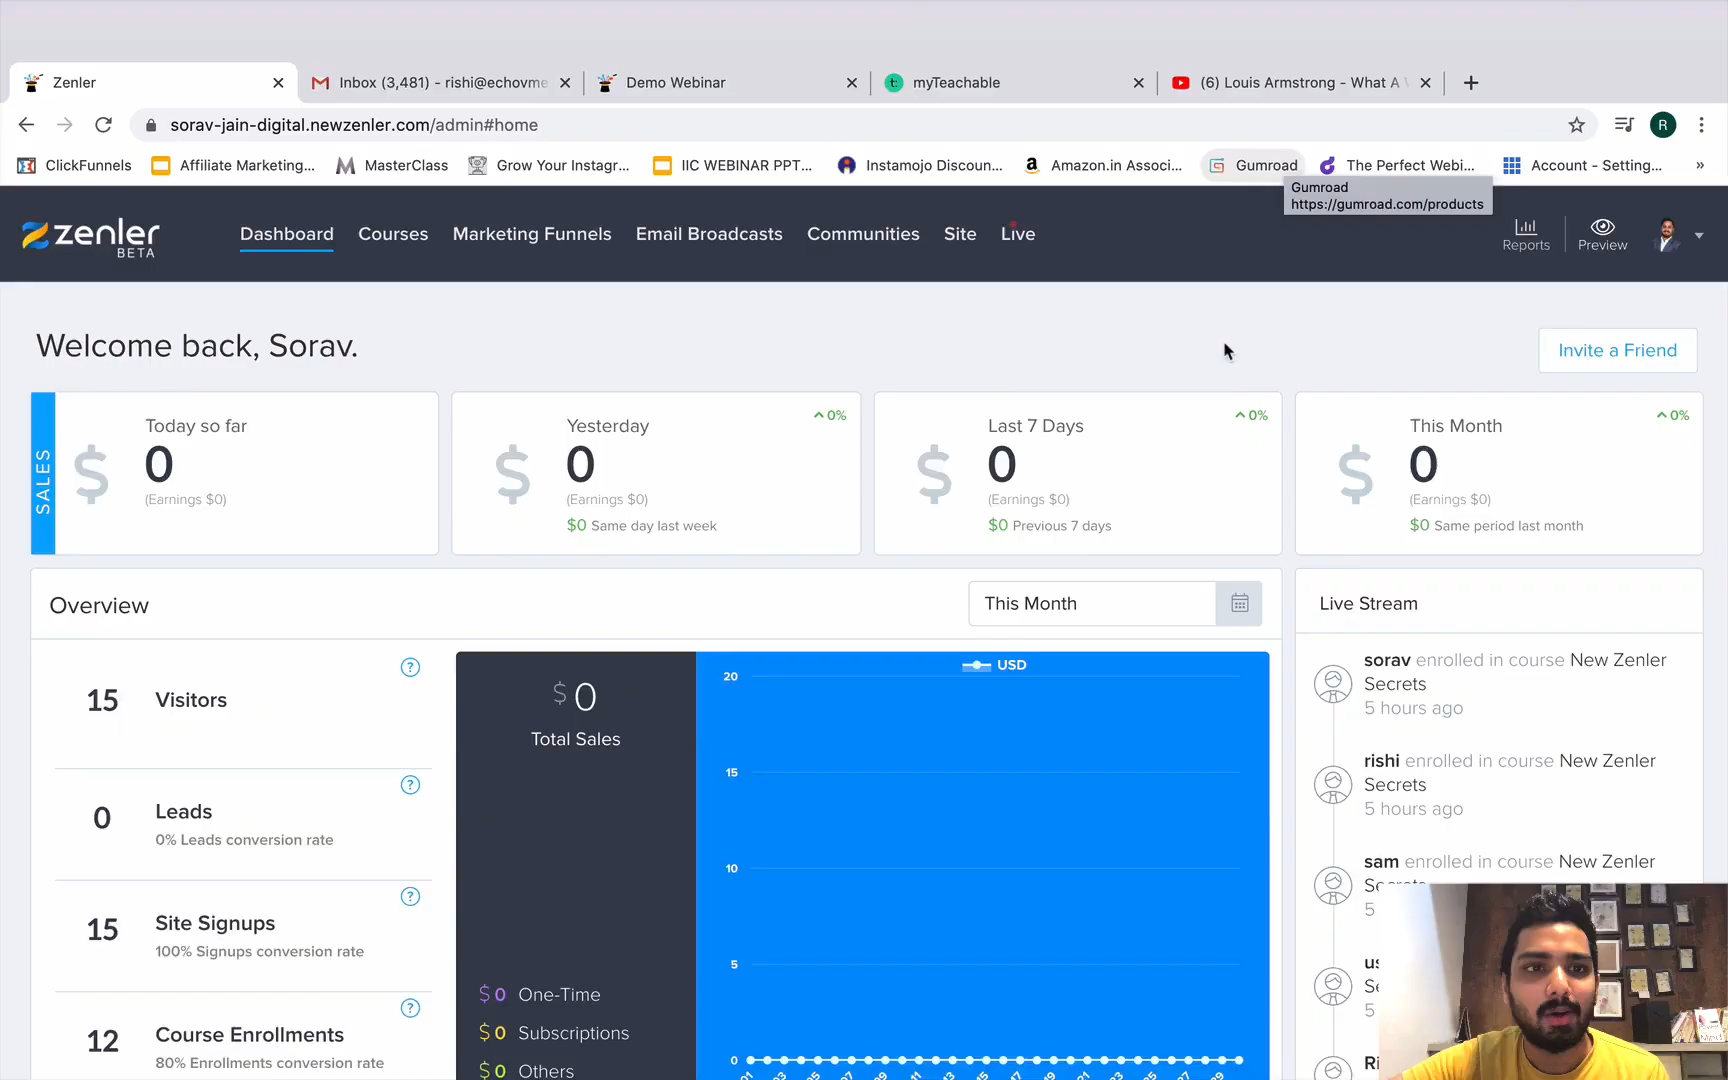 Zenler
Inbox (3,481) - rishi@echovme
Demo Webinar
t:
myTeachable
(6) Louis Armstrong - What A
sorav-jain-digital.newzenler.com/admin#home
R
ClickFunnels
Affiliate Marketing...
MasterClass
Grow Your Instagr...
IIC WEBINAR PPT...
Instamojo Discoun...
Amazon.in Associ...
Gumroad
The Perfect Webi...
Account - Setting...
»
Gumroad
https://gumroad.com/products
zenler
BETA
Dashboard
Courses
Marketing Funnels
Email Broadcasts
Communities
Site
Live
Reports
Preview
Welcome back, Sorav.
Invite a Friend
SALES
$
Today so far
0
(Earnings $0)
$
Yesterday
0
(Earnings $0)
$0 Same day last week
0%
$
Last 7 Days
0
(Earnings $0)
$0 Previous 7 days
0%
$
This Month
0
(Earnings $0)
$0 Same period last month
0%
Overview
This Month
15 Visitors
?
0 Leads
0% Leads conversion rate
?
15 Site Signups
100% Signups conversion rate
?
12 Course Enrollments
80% Enrollments conversion rate
?
$ 0
Total Sales
$ 0 One-Time
$ 0 Subscriptions
$ 0 Others
USD
20
15
10
5
0
Live Stream
sorav enrolled in course New Zenler
Secrets
5 hours ago
rishi enrolled in course New Zenler
Secrets
5 hours ago
sam enrolled in course New Zenler
5
5